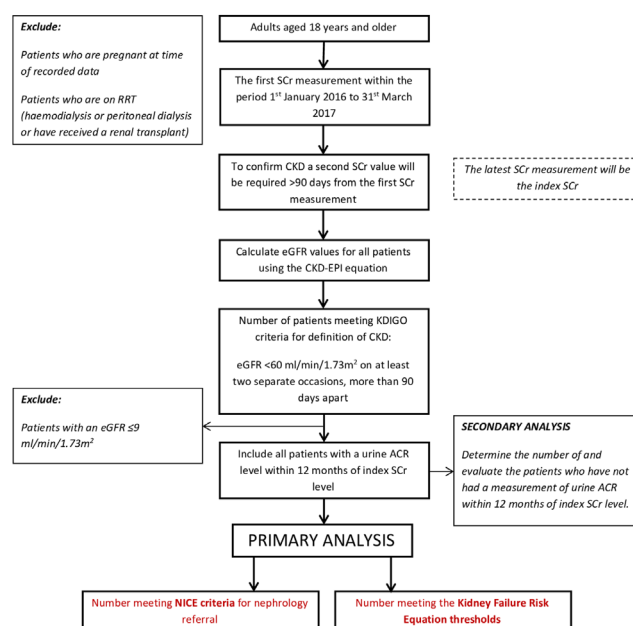 Exclude:
Patients who are pregnant at time
of recorded data
Patients who are on RRT
(haemodialysis or peritoneal dialysis
or have received a renal transplant)
Adults aged 18 years and older
The first SCr measurement within the
period 1st January 2016 to 31st March
2017
To confirm CKD a second SCr value will
be required >90 days from the first SCr
measurement
The latest SCr measurement will be
the index SCr
Calculate eGFR values for all patients
using the CKD-EPI equation
Number of patients meeting KDIGO
criteria for definition of CKD:
eGFR <60 ml/min/1.73m² on at least
two separate occasions, more than 90
days apart
Exclude:
Patients with an eGFR ≤9
ml/min/1.73m²
Include all patients with a urine ACR
level within 12 months of index SCr
level
SECONDARY ANALYSIS
Determine the number of and
evaluate the patients who have not
had a measurement of urine ACR
within 12 months of index SCr level.
PRIMARY ANALYSIS
Number meeting NICE criteria for nephrology
referral
Number meeting the Kidney Failure Risk
Equation thresholds